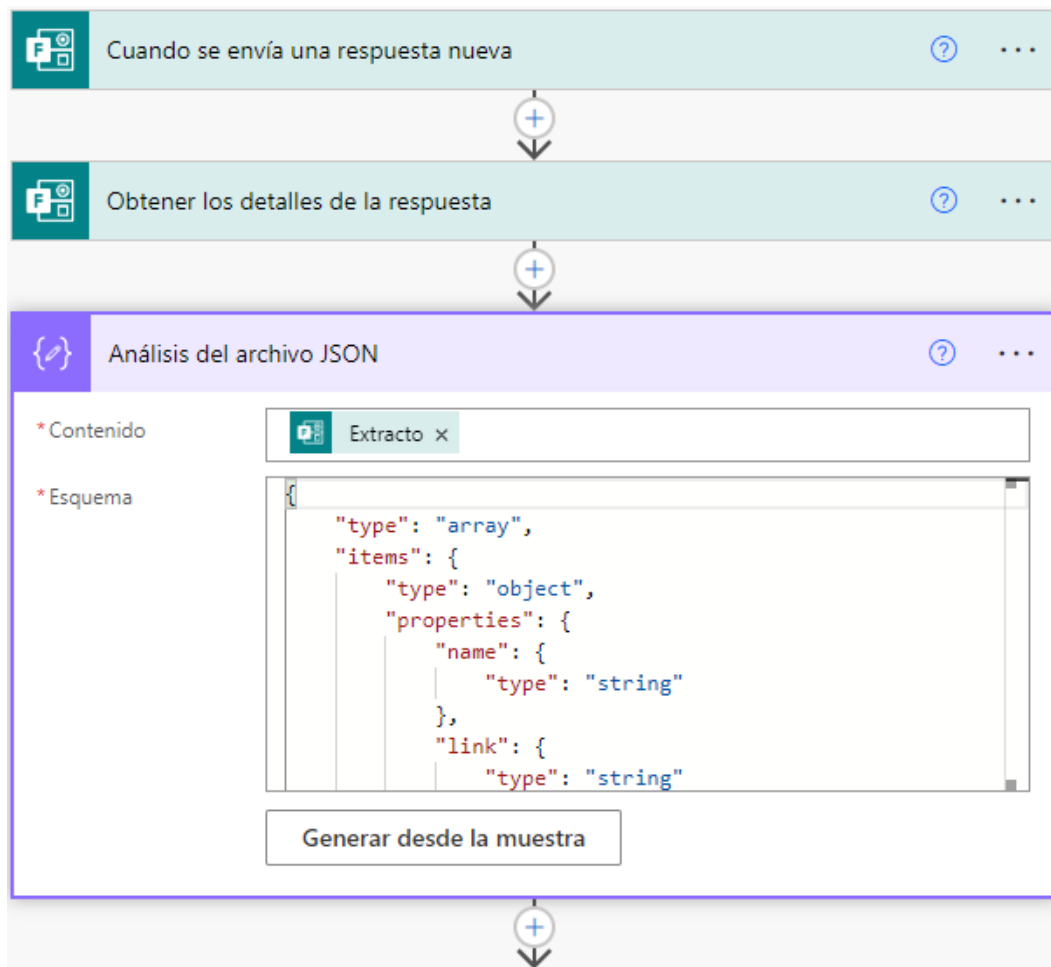 Cuando se envía una respuesta nueva
Obtener los detalles de la respuesta
Análisis del archivo JSON
*Contenido
Extracto ×
*Esquema
{
"type": "array",
"items": {
"type": "object",
"properties": {
"name": {
"type": "string"
},
"link": {
"type": "string"
Generar desde la muestra